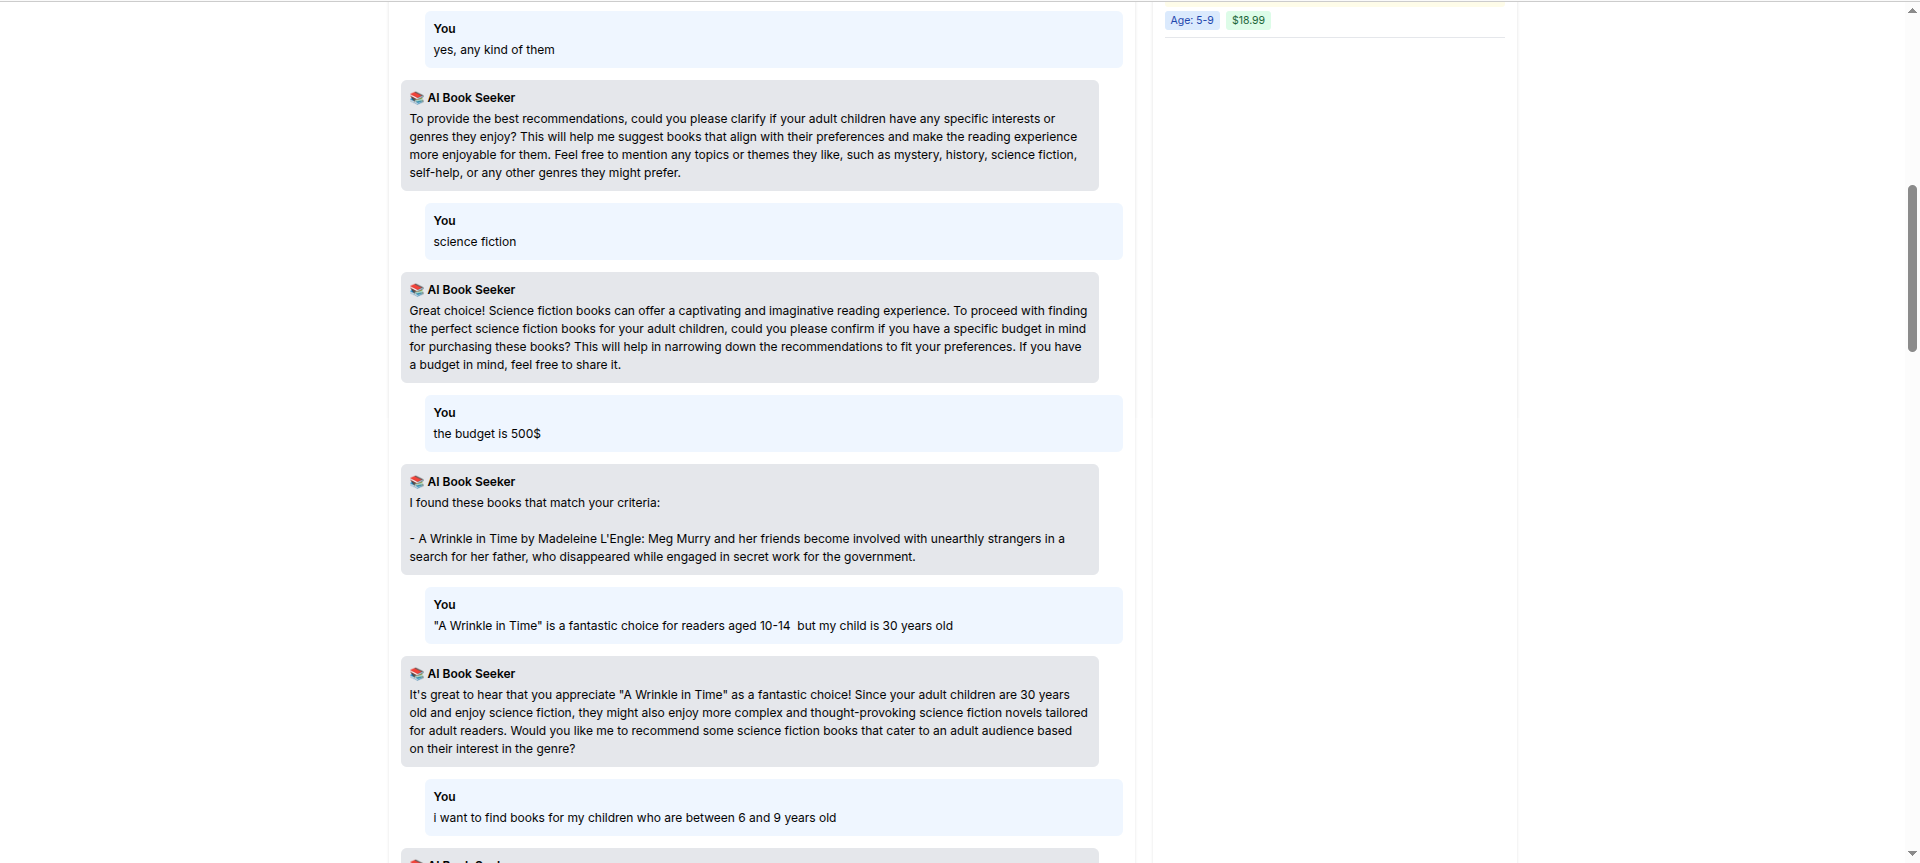 You
yes, any kind of them
📚 AI Book Seeker
To provide the best recommendations, could you please clarify if your adult children have any specific interests or
genres they enjoy? This will help me suggest books that align with their preferences and make the reading experience
more enjoyable for them. Feel free to mention any topics or themes they like, such as mystery, history, science fiction,
self-help, or any other genres they might prefer.
You
science fiction
📚 AI Book Seeker
Great choice! Science fiction books can offer a captivating and imaginative reading experience. To proceed with finding
the perfect science fiction books for your adult children, could you please confirm if you have a specific budget in mind
for purchasing these books? This will help in narrowing down the recommendations to fit your preferences. If you have
a budget in mind, feel free to share it.
You
the budget is 500$
📚 AI Book Seeker
I found these books that match your criteria:
- A Wrinkle in Time by Madeleine L'Engle: Meg Murry and her friends become involved with unearthly strangers in a
search for her father, who disappeared while engaged in secret work for the government.
You
"A Wrinkle in Time" is a fantastic choice for readers aged 10-14  but my child is 30 years old
📚 AI Book Seeker
It's great to hear that you appreciate "A Wrinkle in Time" as a fantastic choice! Since your adult children are 30 years
old and enjoy science fiction, they might also enjoy more complex and thought-provoking science fiction novels tailored
for adult readers. Would you like me to recommend some science fiction books that cater to an adult audience based
on their interest in the genre?
You
i want to find books for my children who are between 6 and 9 years old
Age: 5-9 $18.99